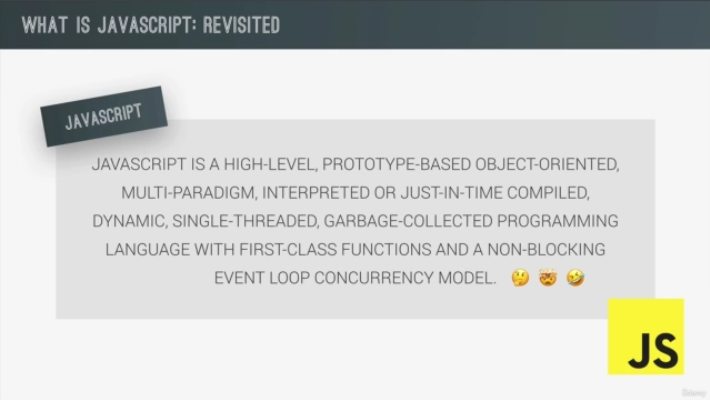 WHAT IS JAVASCRIPT: REVISITED
JAVASCRIPT
JAVASCRIPT IS A HIGH-LEVEL, PROTOTYPE-BASED OBJECT-ORIENTED,
MULTI-PARADIGM, INTERPRETED OR JUST-IN-TIME COMPILED,
DYNAMIC, SINGLE-THREADED, GARBAGE-COLLECTED PROGRAMMING
LANGUAGE WITH FIRST-CLASS FUNCTIONS AND A NON-BLOCKING
EVENT LOOP CONCURRENCY MODEL. 🤔 🤯 🤣
JS
Udemy